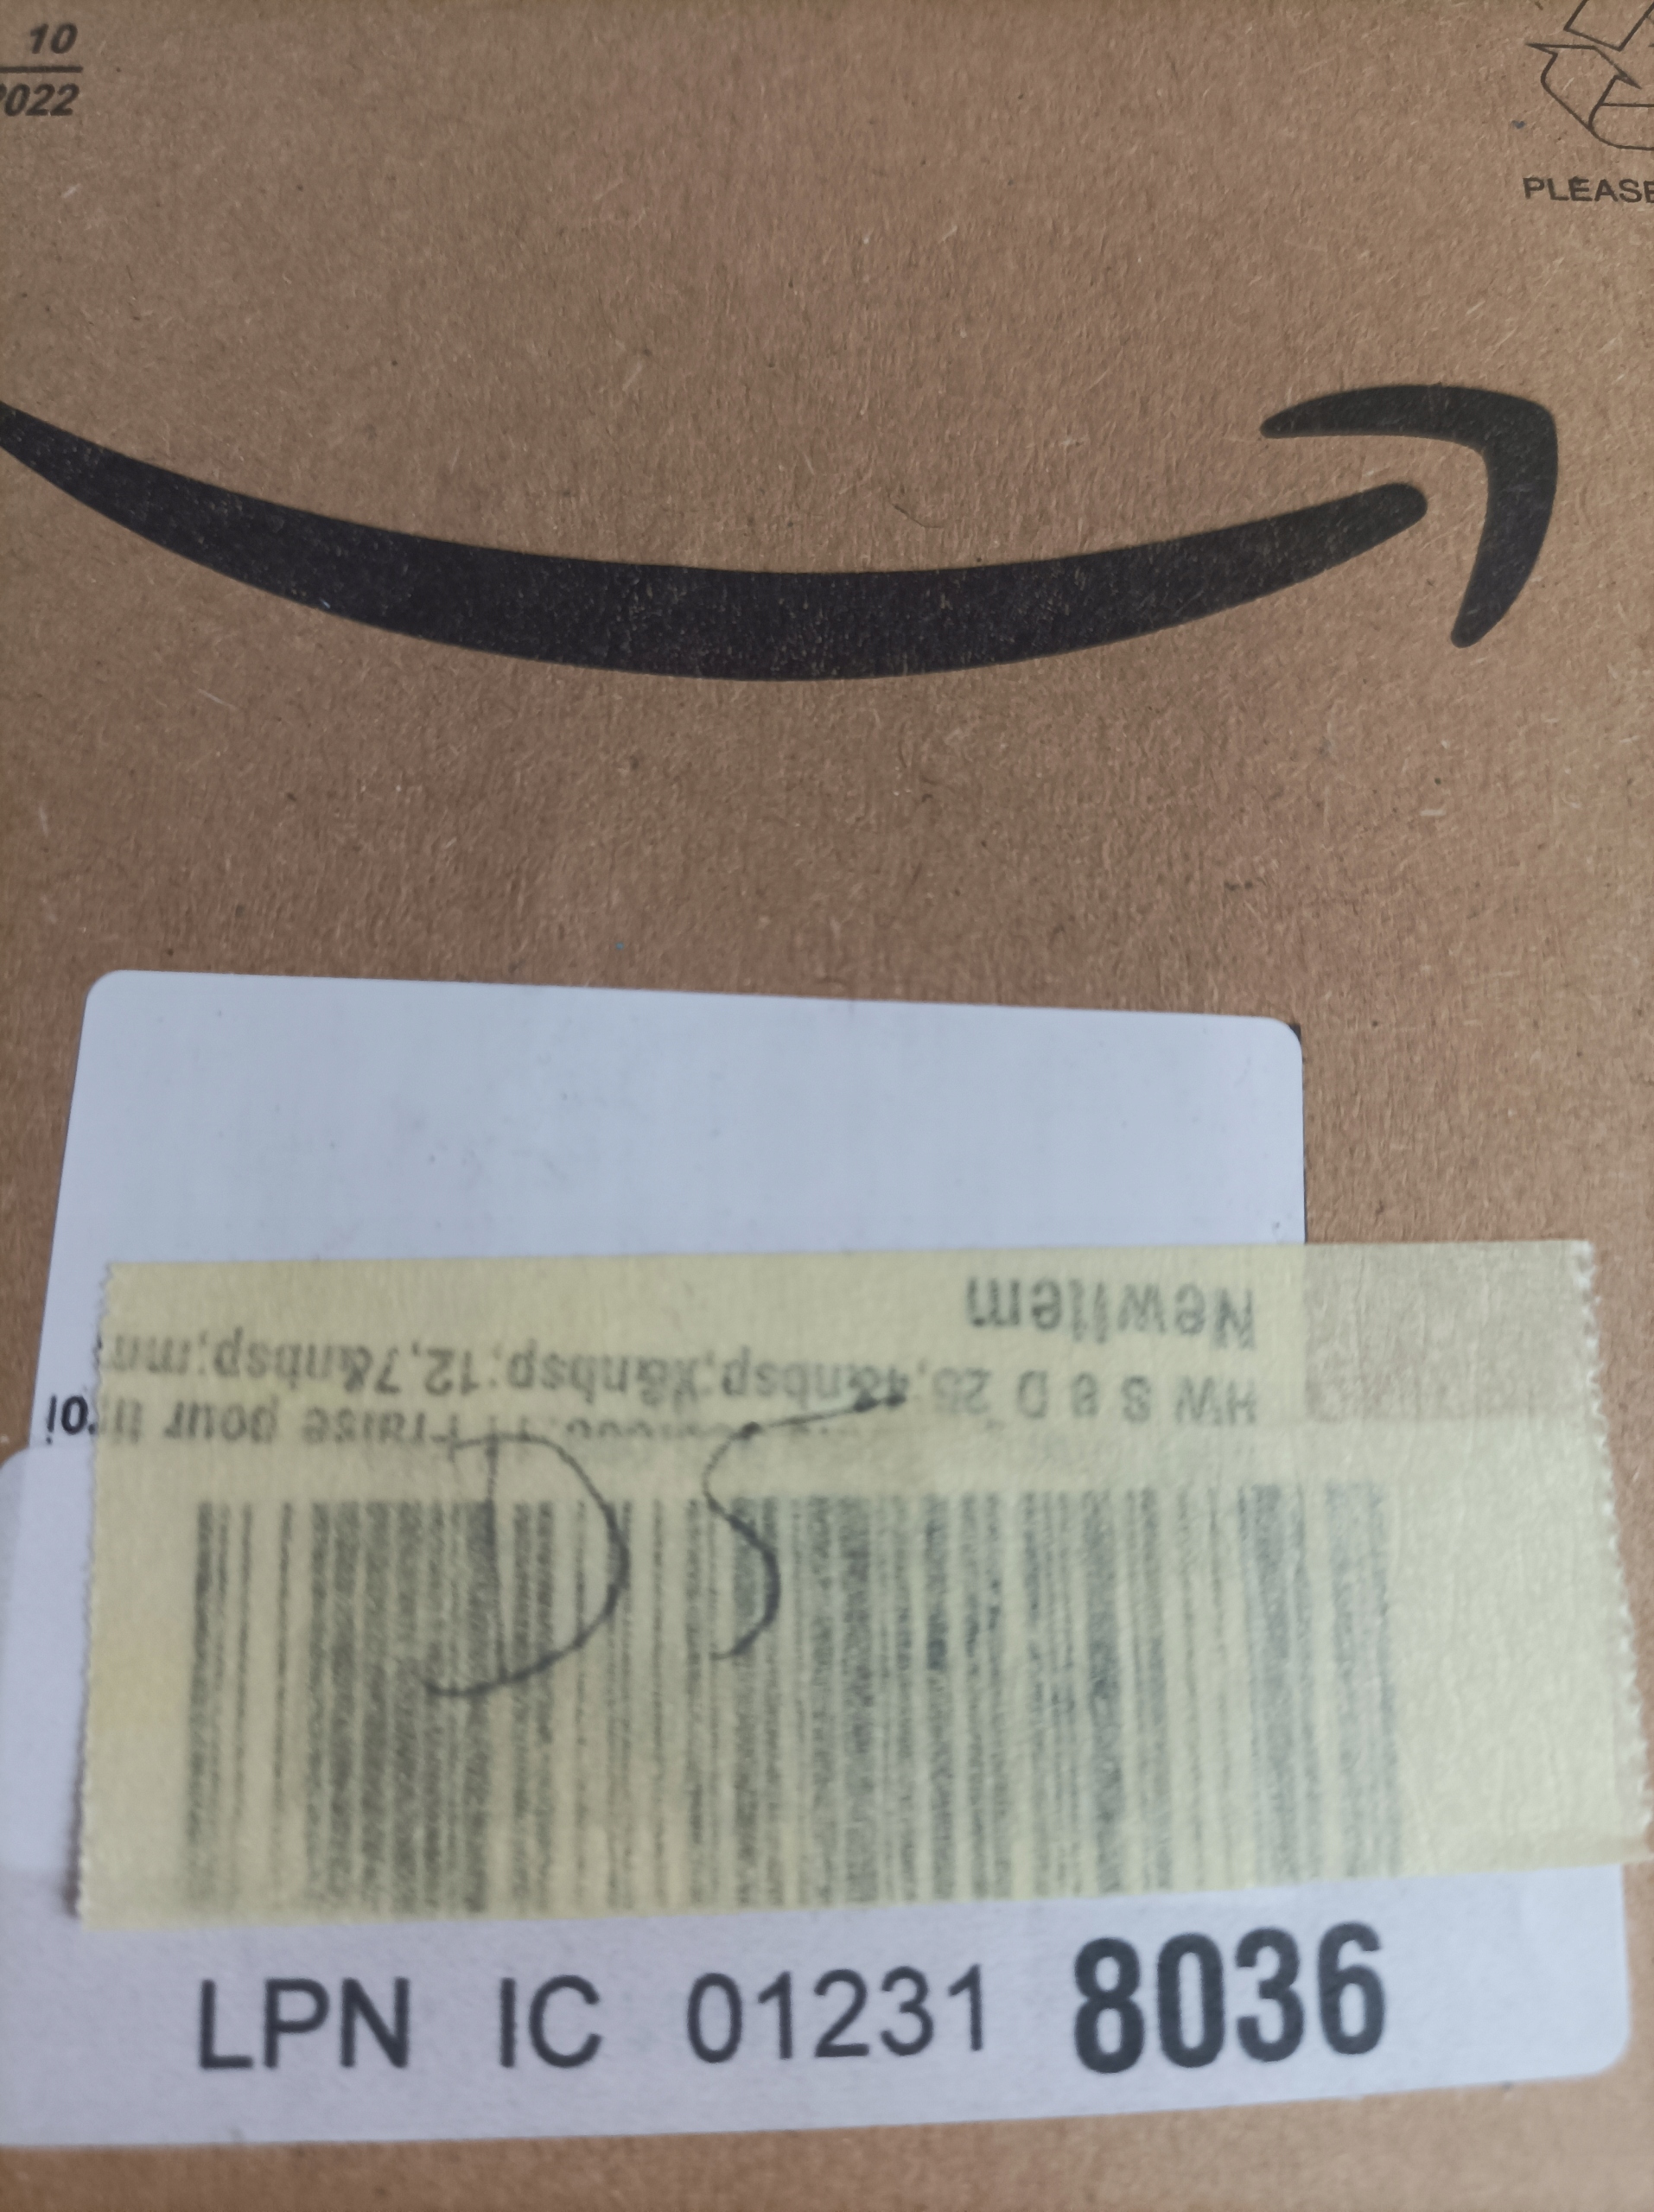 10
2022
PLEASE
NewItem
HW S 8 D 25,4&nbsp;x&nbsp;12,7&nbsp;mm
Fraise pour
DS
LPN IC 01231 8036